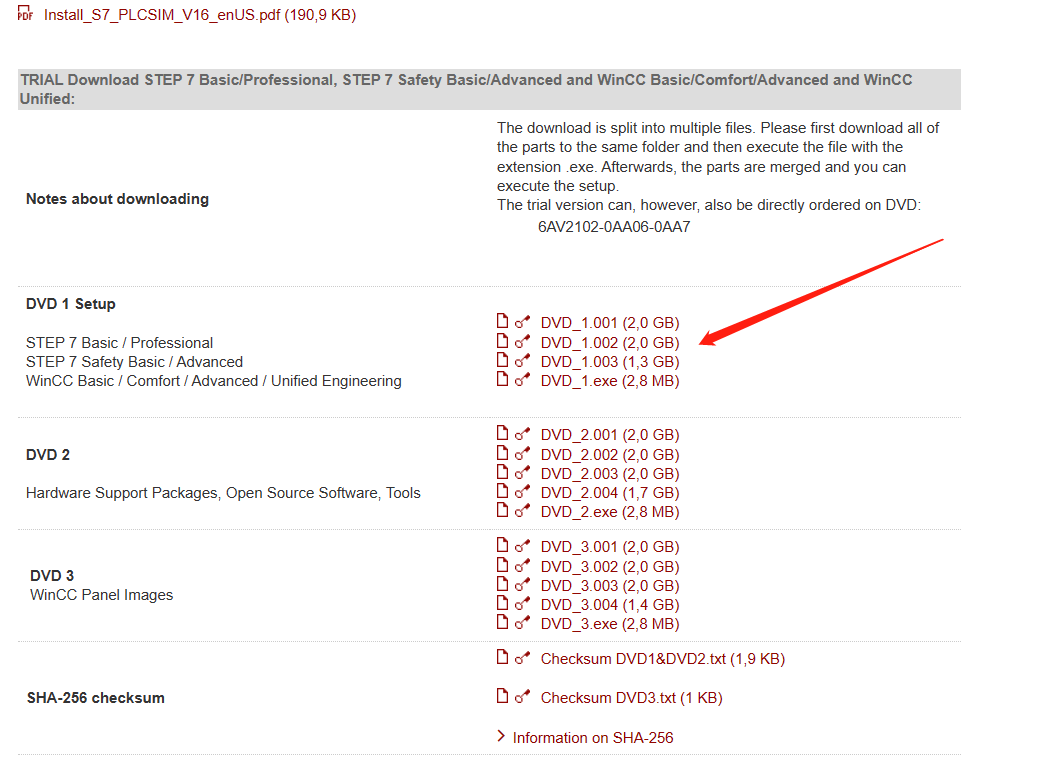 PDF Install_S7_PLCSIM_V16_enUS.pdf (190,9 KB)
TRIAL Download STEP 7 Basic/Professional, STEP 7 Safety Basic/Advanced and WinCC Basic/Comfort/Advanced and WinCC
Unified:
Notes about downloading
The download is split into multiple files. Please first download all of
the parts to the same folder and then execute the file with the
extension .exe. Afterwards, the parts are merged and you can
execute the setup.
The trial version can, however, also be directly ordered on DVD:
6AV2102-0AA06-0AA7
DVD 1 Setup
STEP 7 Basic / Professional
STEP 7 Safety Basic / Advanced
WinCC Basic / Comfort / Advanced / Unified Engineering
DVD_1.001 (2,0 GB)
DVD_1.002 (2,0 GB)
DVD_1.003 (1,3 GB)
DVD_1.exe (2,8 MB)
DVD 2
Hardware Support Packages, Open Source Software, Tools
DVD_2.001 (2,0 GB)
DVD_2.002 (2,0 GB)
DVD_2.003 (2,0 GB)
DVD_2.004 (1,7 GB)
DVD_2.exe (2,8 MB)
DVD 3
WinCC Panel Images
DVD_3.001 (2,0 GB)
DVD_3.002 (2,0 GB)
DVD_3.003 (2,0 GB)
DVD_3.004 (1,4 GB)
DVD_3.exe (2,8 MB)
SHA-256 checksum
Checksum DVD1&DVD2.txt (1,9 KB)
Checksum DVD3.txt (1 KB)
Information on SHA-256